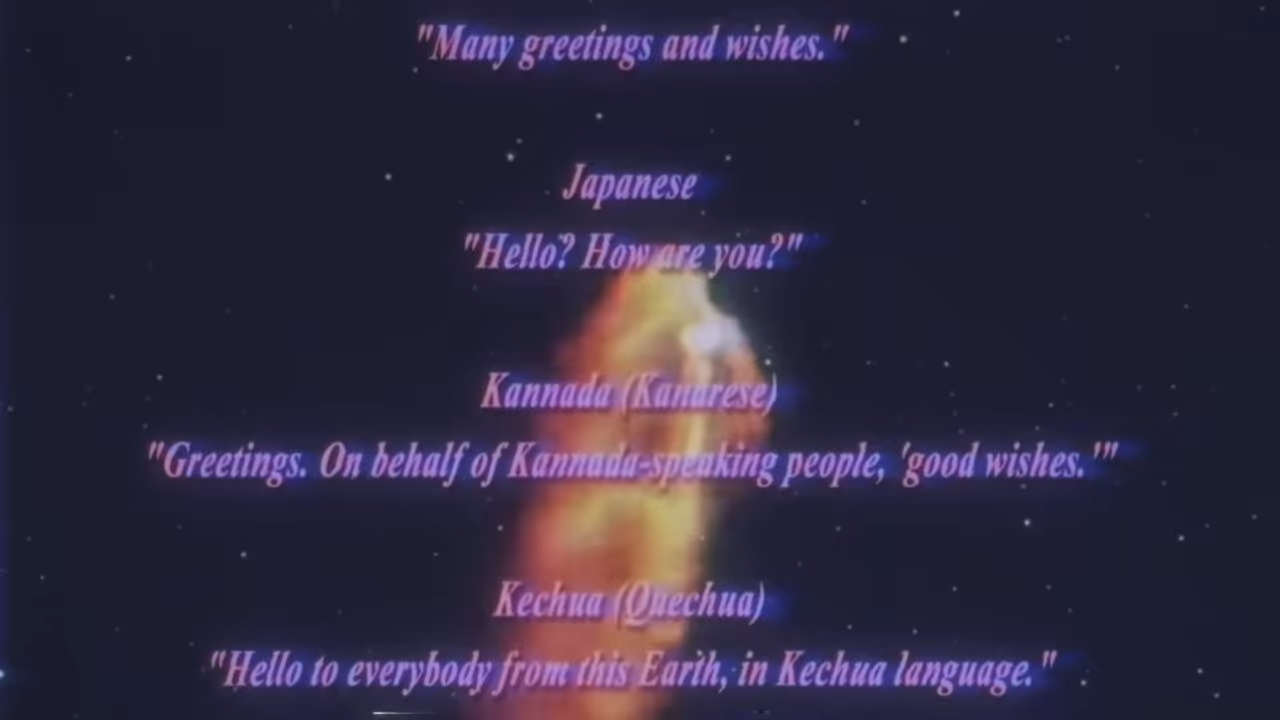 "Many greetings and wishes."
Japanese
"Hello? How are you?"
Kannada (Kanarese)
"Greetings. On behalf of Kannada-speaking people, 'good wishes.'"
Kechua (Quechua)
"Hello to everybody from this Earth, in Kechua language."